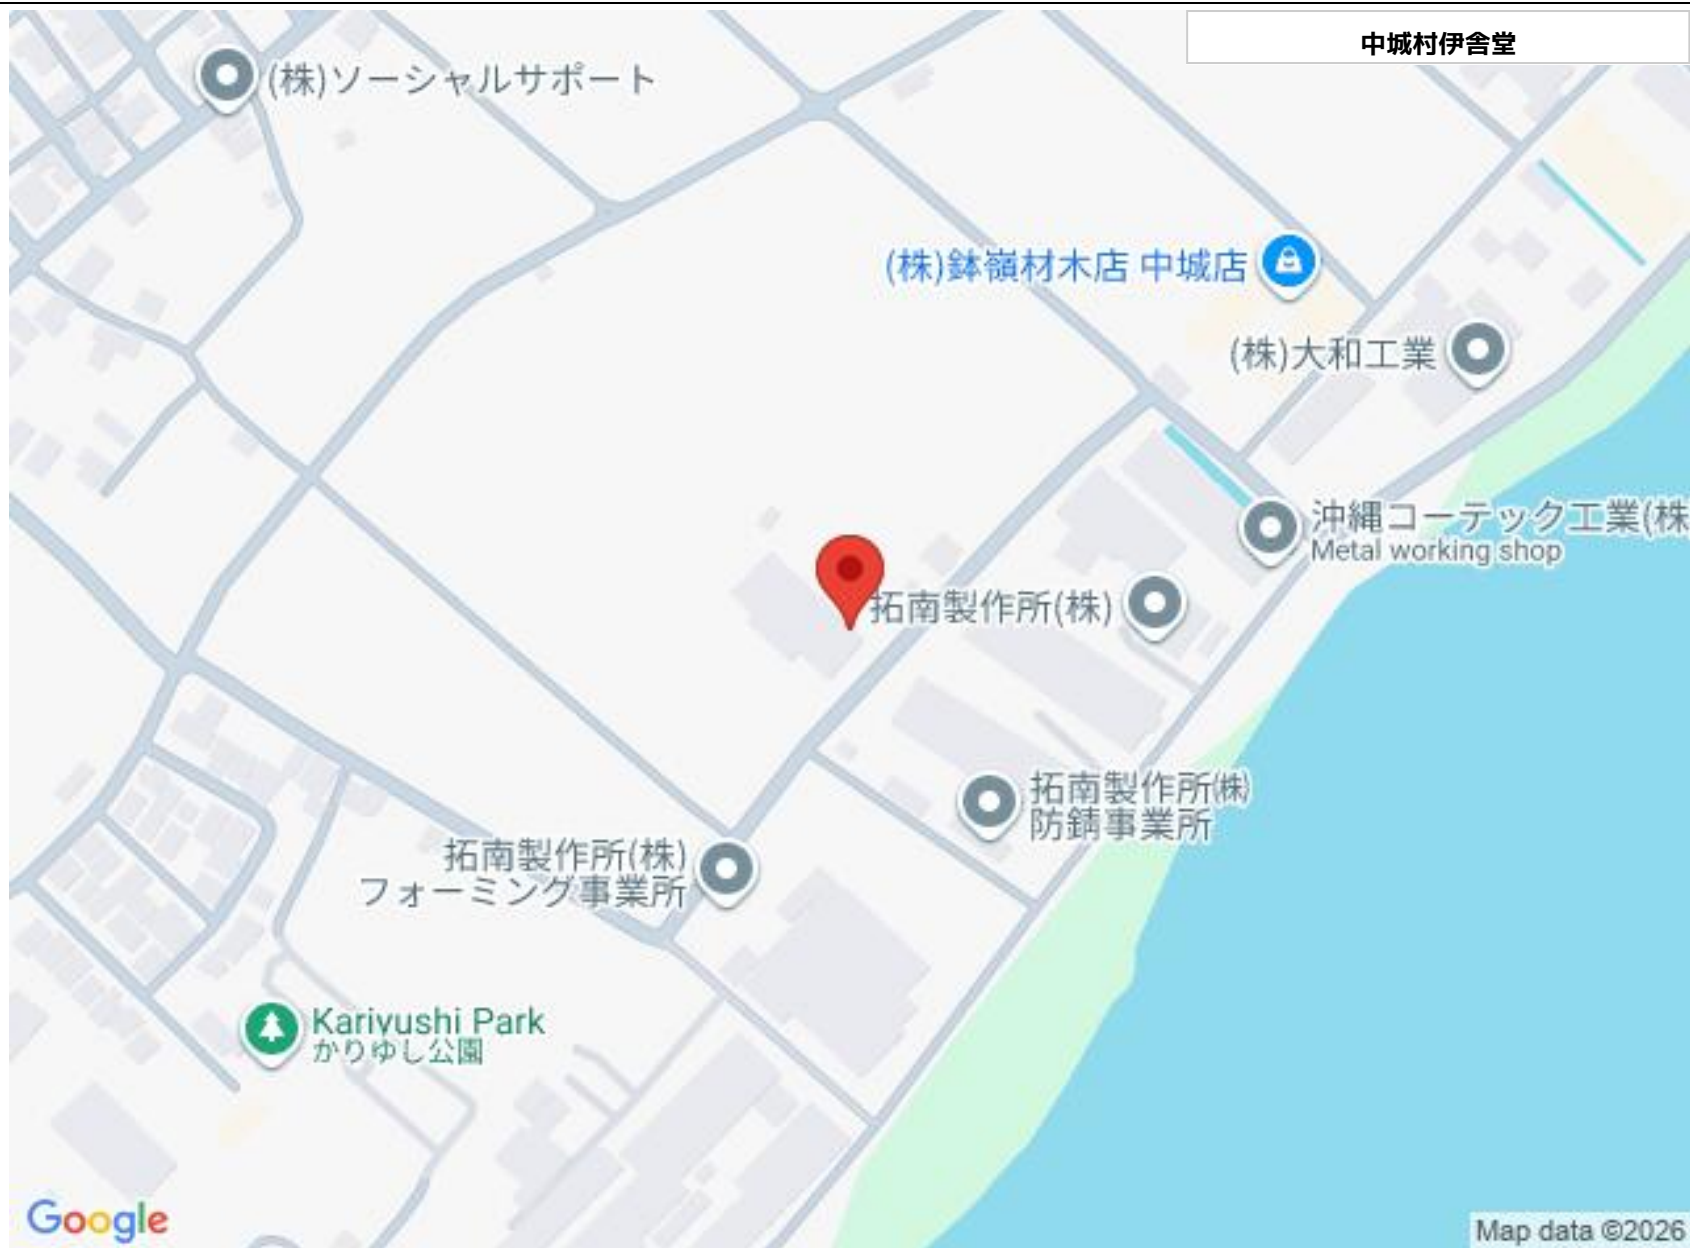 中城村伊舎堂
(株)ソーシャルサポート
(株)鉢嶺材木店 中城店
(株)大和工業
沖縄コーテック工業(株
Metal working shop
拓南製作所(株)
拓南製作所㈱
防錆事業所
拓南製作所(株)
フォーミング事業所
Kariyushi Park
かりゆし公園
Google
Map data ©2026